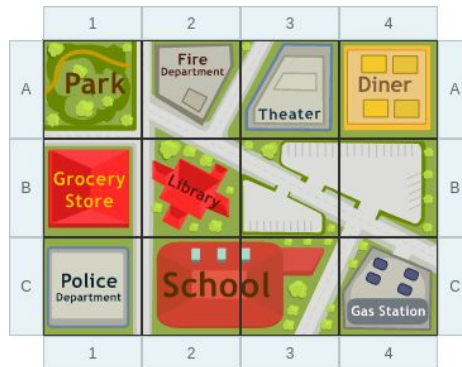 1 2 3 4
A Park Fire
Department Theater Diner A
B Grocery
Store Library B
C Police
Department School Gas Station C
1 2 3 4